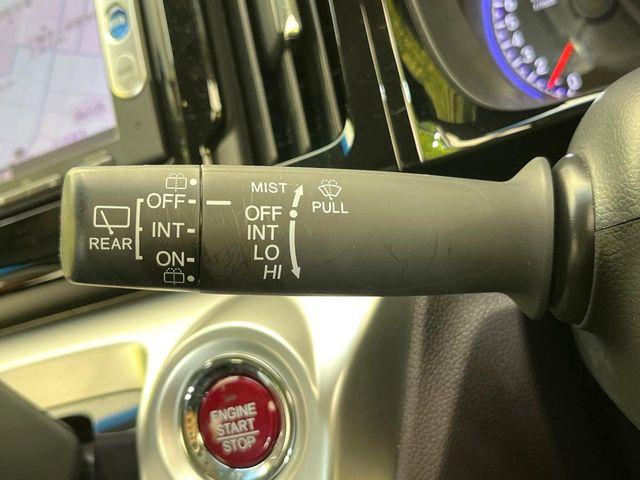 MIST
OFF
OFF
PULL
REAR
INT
INT
ON
LO
HI
ENGINE
START
STOP